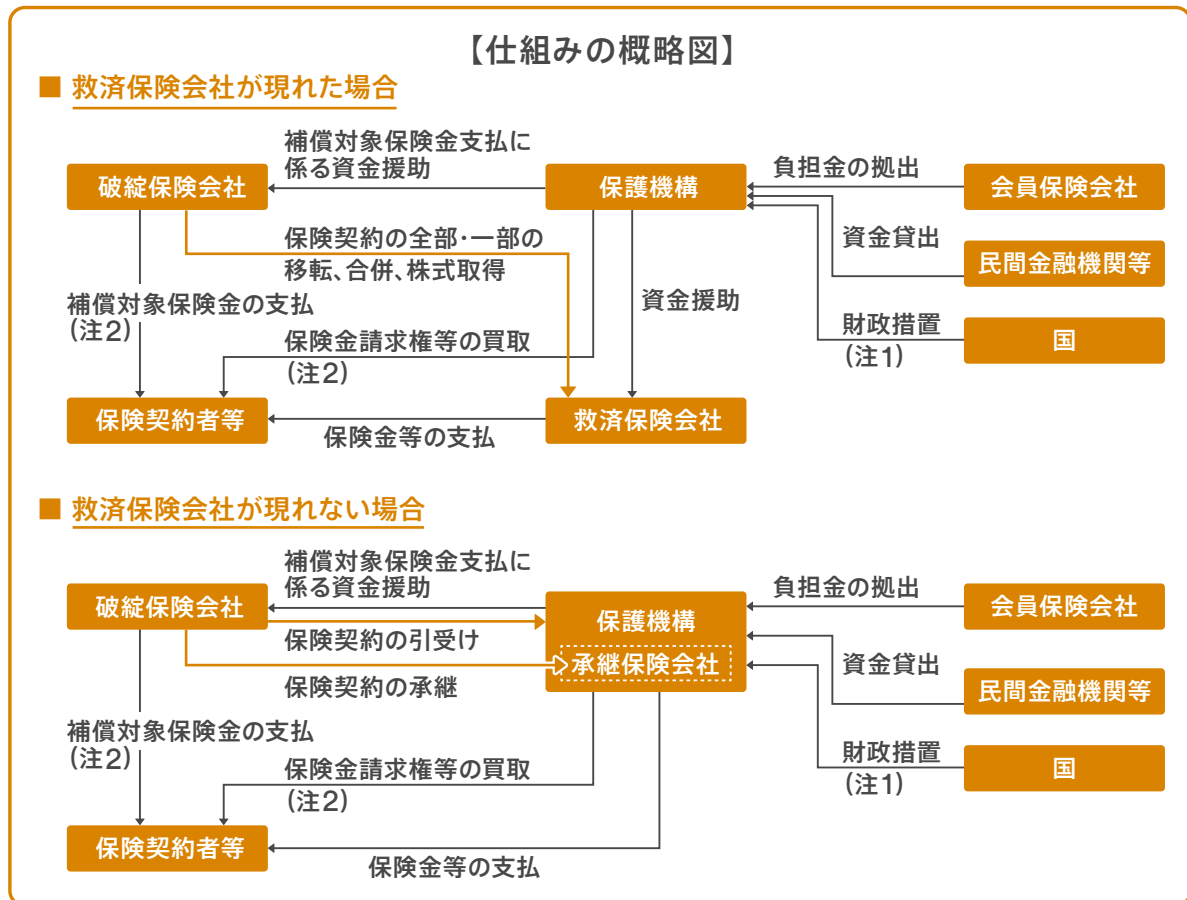 【仕組みの概略図】
■ 救済保険会社が現れた場合
補償対象保険金支払に
係る資金援助
破綻保険会社
保護機構
負担金の拠出
会員保険会社
保険契約の全部・一部の
移転、合併、株式取得
資金貸出
民間金融機関等
補償対象保険金の支払
(注2)
資金援助
保険金請求権等の買取
(注2)
財政措置
(注1)
国
保険契約者等
保険金等の支払
救済保険会社
■ 救済保険会社が現れない場合
補償対象保険金支払に
係る資金援助
破綻保険会社
保護機構
負担金の拠出
会員保険会社
保険契約の引受け
承継保険会社
保険契約の承継
資金貸出
民間金融機関等
補償対象保険金の支払
(注2)
保険金請求権等の買取
(注2)
財政措置
(注1)
国
保険契約者等
保険金等の支払